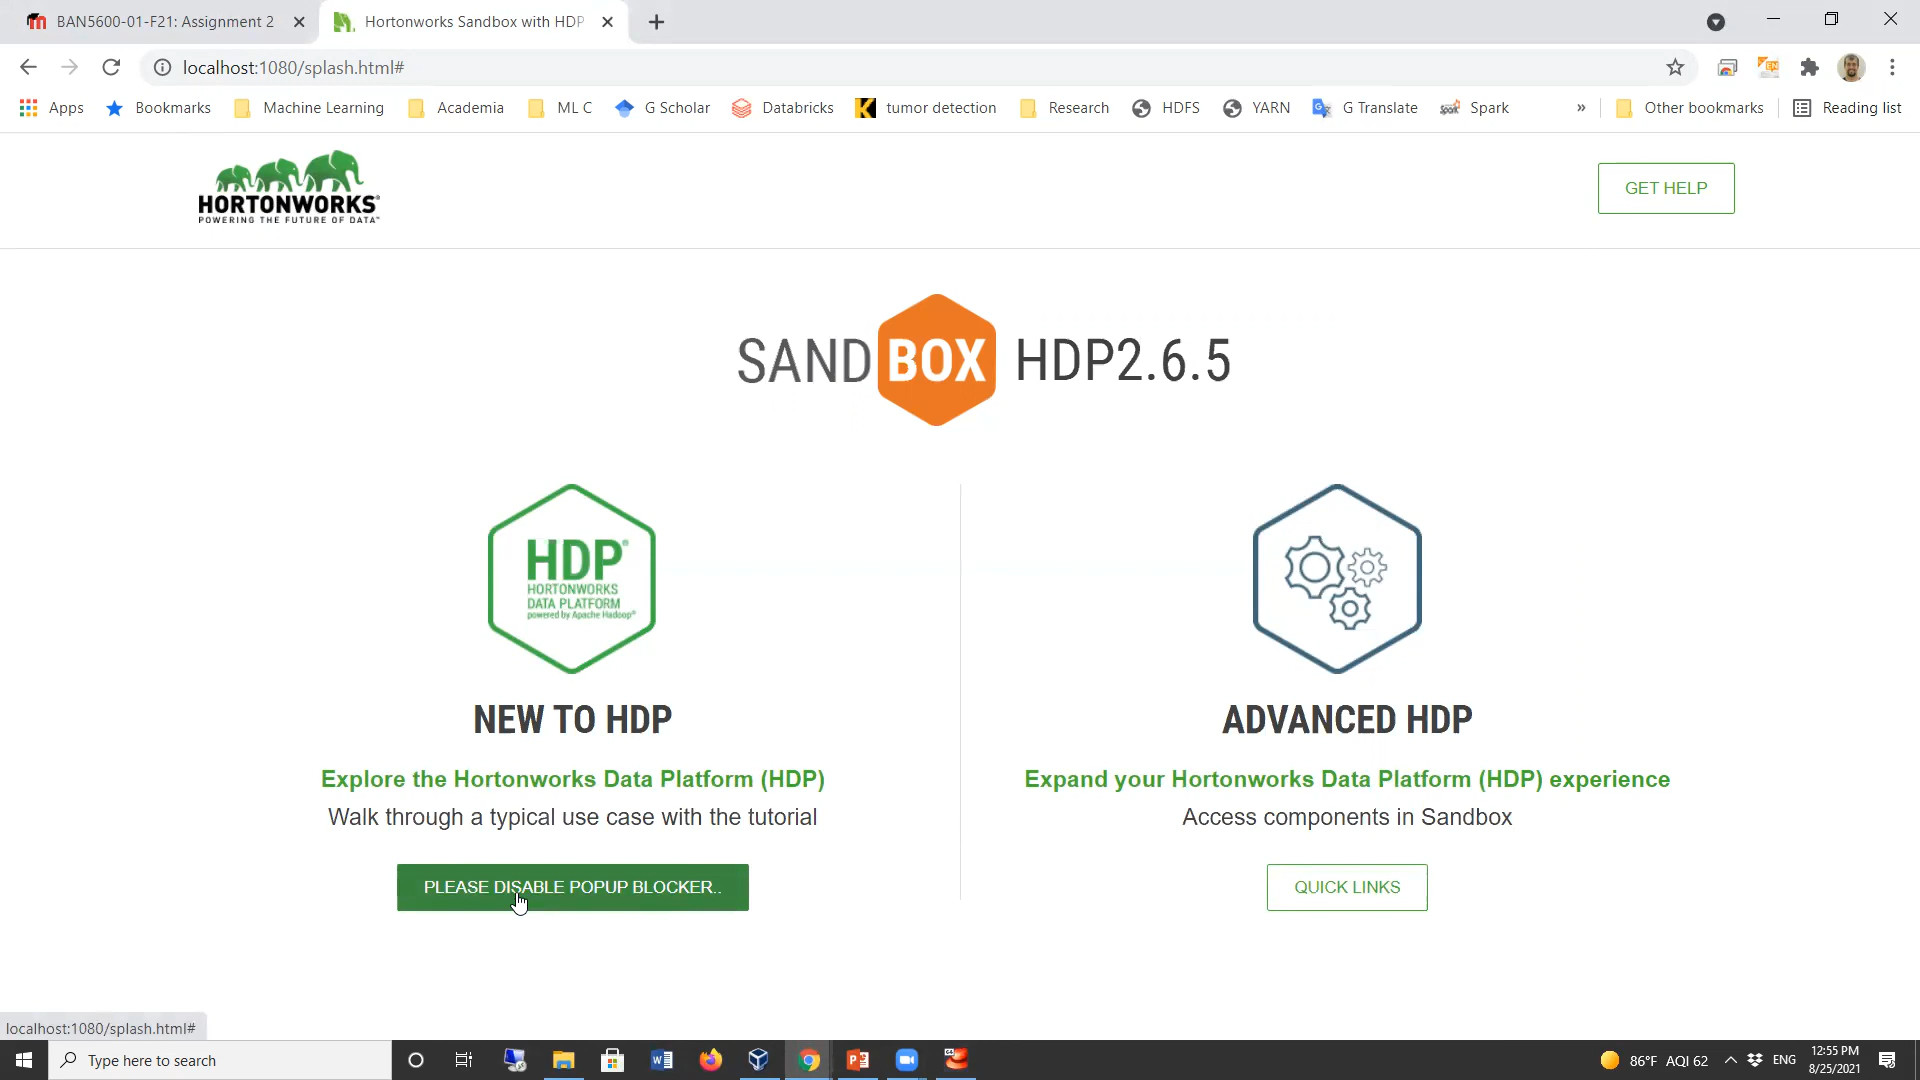 BAN5600-01-F21: Assignment 2
Hortonworks Sandbox with HDP
localhost:1080/splash.html#
Apps
Bookmarks
Machine Learning
Academia
ML C
G Scholar
Databricks
tumor detection
Research
HDFS
YARN
G Translate
Spark
»
Other bookmarks
Reading list
HORTONWORKS®
POWERING THE FUTURE OF DATA™
GET HELP
SANDBOX HDP2.6.5
HDP®
HORTONWORKS
DATA PLATFORM
powered by Apache Hadoop®
NEW TO HDP
Explore the Hortonworks Data Platform (HDP)
Walk through a typical use case with the tutorial
PLEASE DISABLE POPUP BLOCKER..
ADVANCED HDP
Expand your Hortonworks Data Platform (HDP) experience
Access components in Sandbox
QUICK LINKS
localhost:1080/splash.html#
Type here to search
86°F AQI 62
ENG
12:55 PM
8/25/2021